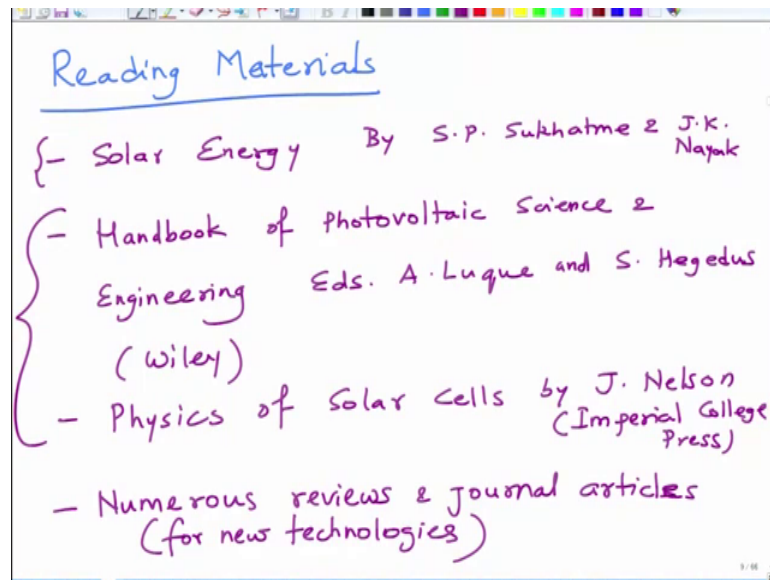 Reading Materials
- Solar Energy By S.P. Sukhatme & J.K. Nayak
- Handbook of Photovoltaic Science &
Engineering Eds. A. Luque and S. Hegedus
(Wiley)
- Physics of Solar Cells by J. Nelson
(Imperial College
Press)
- Numerous reviews & journal articles
(for new technologies)